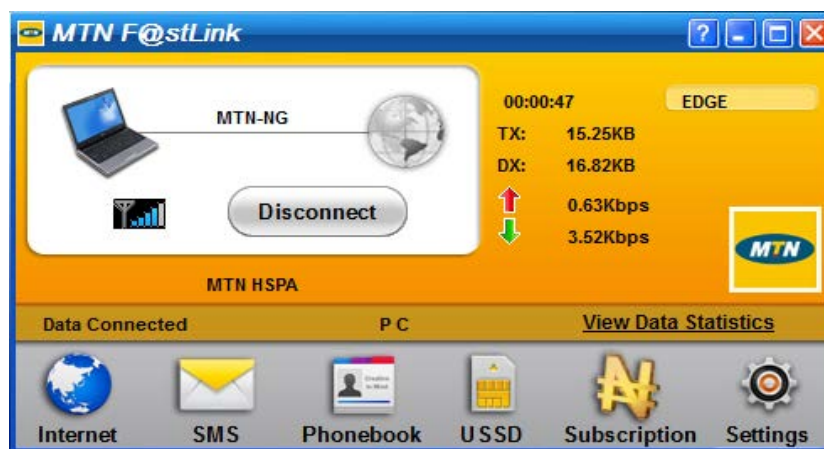 MTN F@stLink
MTN-NG
Disconnect
MTN HSPA
00:00:47 EDGE
TX: 15.25KB
DX: 16.82KB
0.63Kbps
3.52Kbps
MTN
Data Connected PC View Data Statistics
Internet SMS Phonebook USSD Subscription Settings